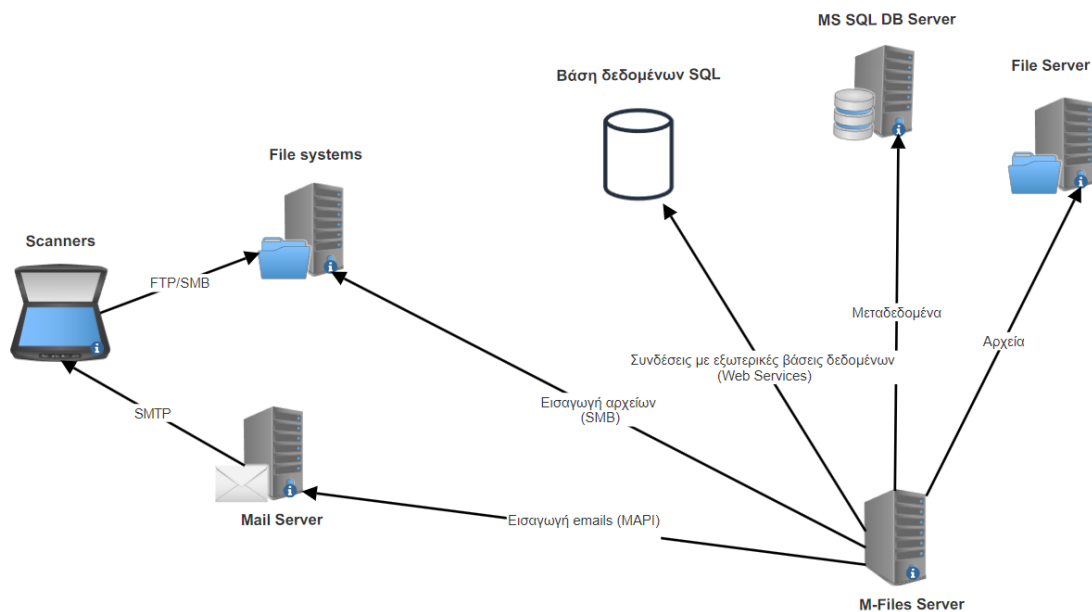 MS SQL DB Server
File Server
Βάση δεδομένων SQL
File systems
Scanners
FTP/SMB
Μεταδεδομένα
Αρχεία
Συνδέσεις με εξωτερικές βάσεις δεδομένων
(Web Services)
Εισαγωγή αρχείων
(SMB)
SMTP
Mail Server
Εισαγωγή emails (MAPI)
M-Files Server